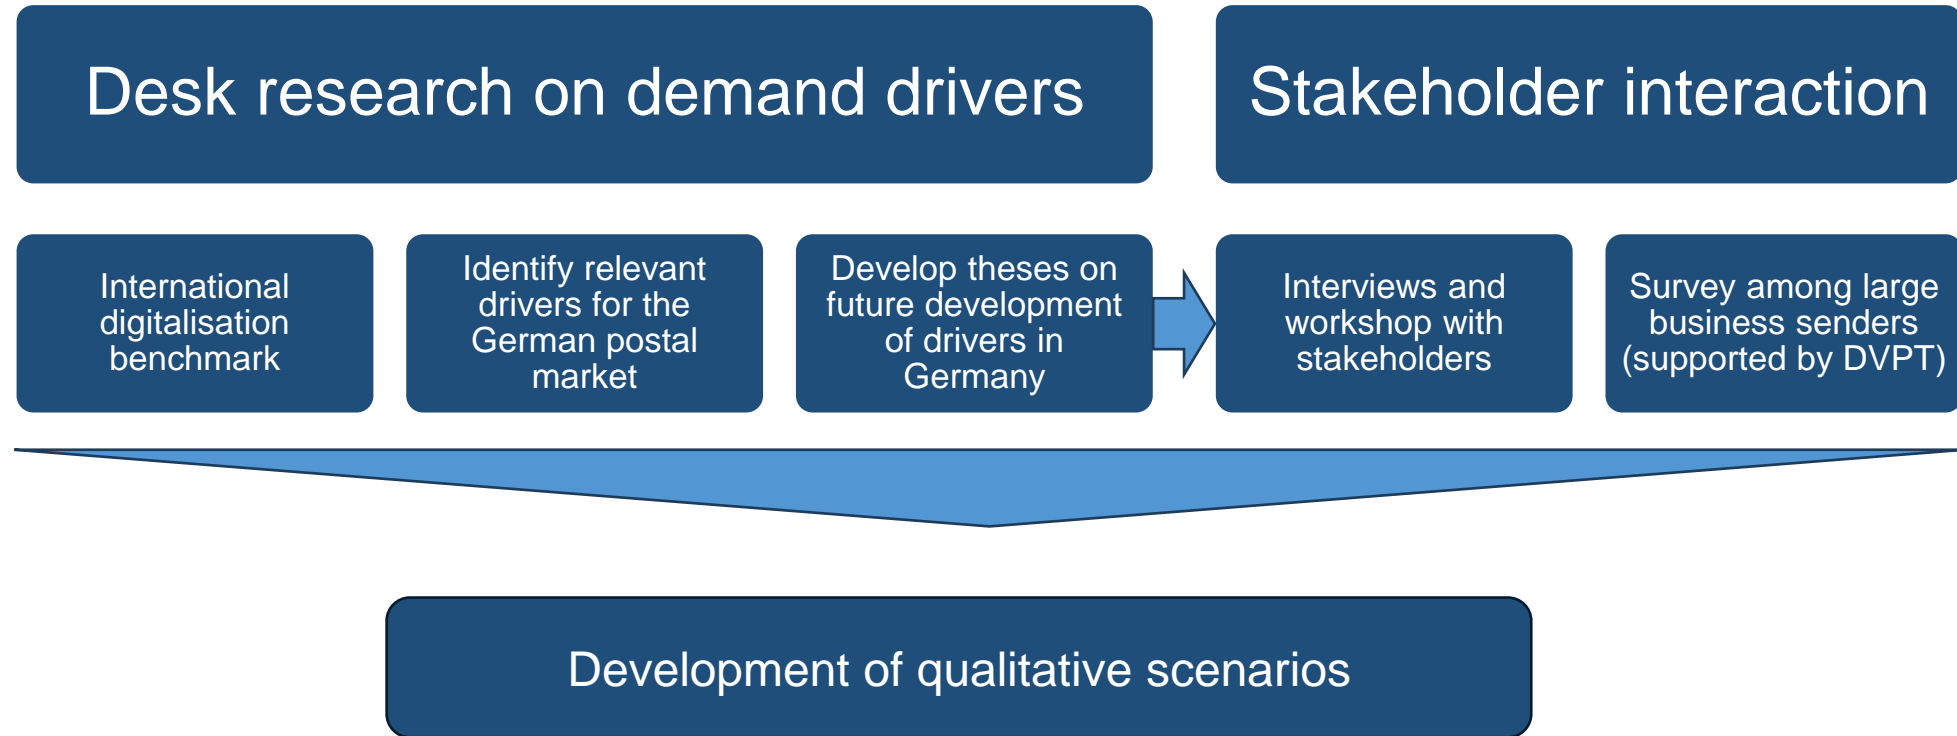 Desk research on demand drivers
Stakeholder interaction
International
digitalisation
benchmark
Identify relevant
drivers for the
German postal
market
Develop theses on
future development
of drivers in
Germany
Interviews and
workshop with
stakeholders
Survey among large
business senders
(supported by DVPT)
Development of qualitative scenarios